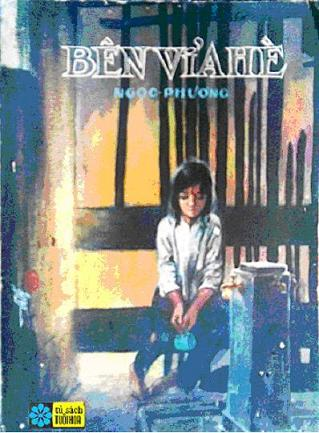 BÊN VỈA HÈ
NGỌC-PHƯƠNG
tủ sách
TUỔI HOA